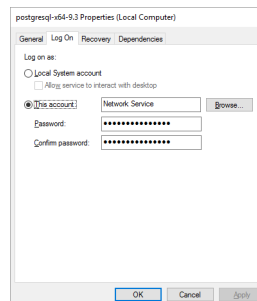 postgresql-x64-9.3 Properties (Local Computer)
General Log On Recovery Dependencies
Log on as:
Local System account
Allow service to interact with desktop
This account: Network Service Browse...
Password: •••••••••••••••
Confirm password: •••••••••••••••
OK Cancel Apply